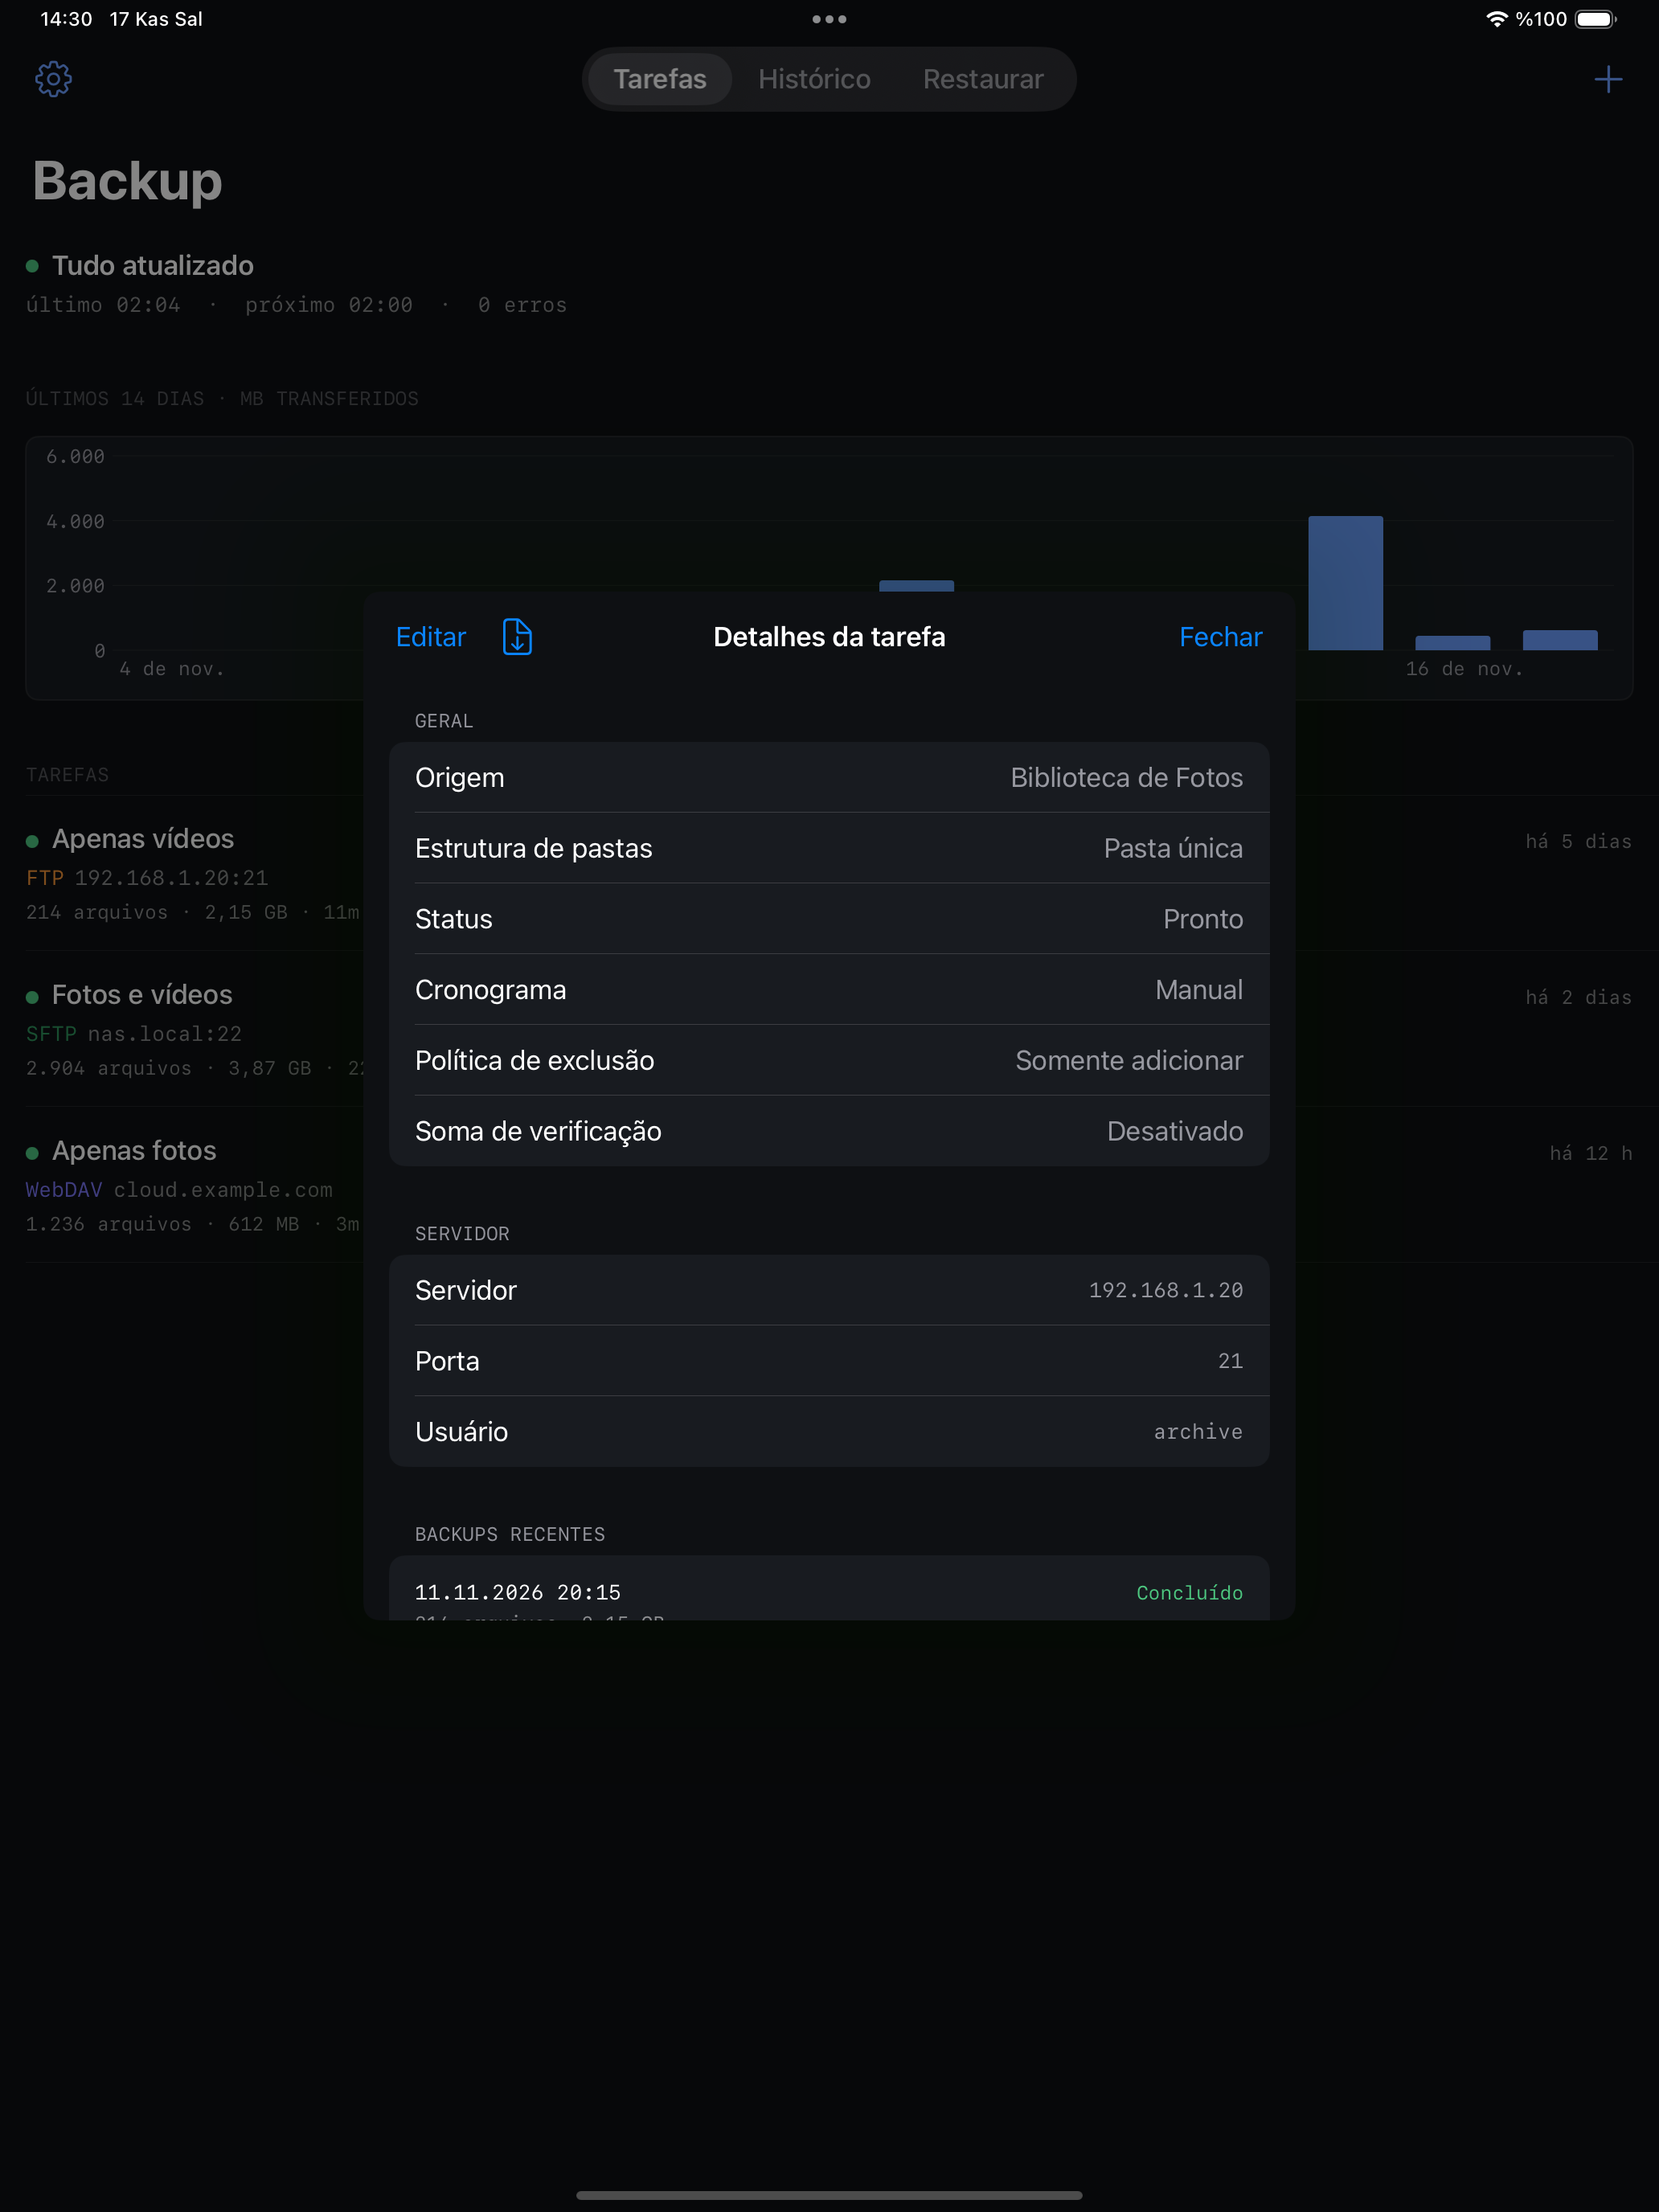 14:30 17 Kas Sal
%100
Tarefas Histórico Restaurar
Backup
Tudo atualizado
último 02:04 · próximo 02:00 · 0 erros
ÚLTIMOS 14 DIAS · MB TRANSFERIDOS
6.000
4.000
2.000
0
4 de nov.
16 de nov.
TAREFAS
Apenas vídeos
há 5 dias
FTP 192.168.1.20:21
214 arquivos · 2,15 GB · 11m
Fotos e vídeos
há 2 dias
SFTP nas.local:22
2.904 arquivos · 3,87 GB ·
Apenas fotos
há 12 h
WebDAV cloud.example.com
1.236 arquivos · 612 MB · 3m
Editar
Detalhes da tarefa
Fechar
GERAL
Origem Biblioteca de Fotos
Estrutura de pastas Pasta única
Status Pronto
Cronograma Manual
Política de exclusão Somente adicionar
Soma de verificação Desativado
SERVIDOR
Servidor 192.168.1.20
Porta 21
Usuário archive
BACKUPS RECENTES
11.11.2026 20:15 Concluído